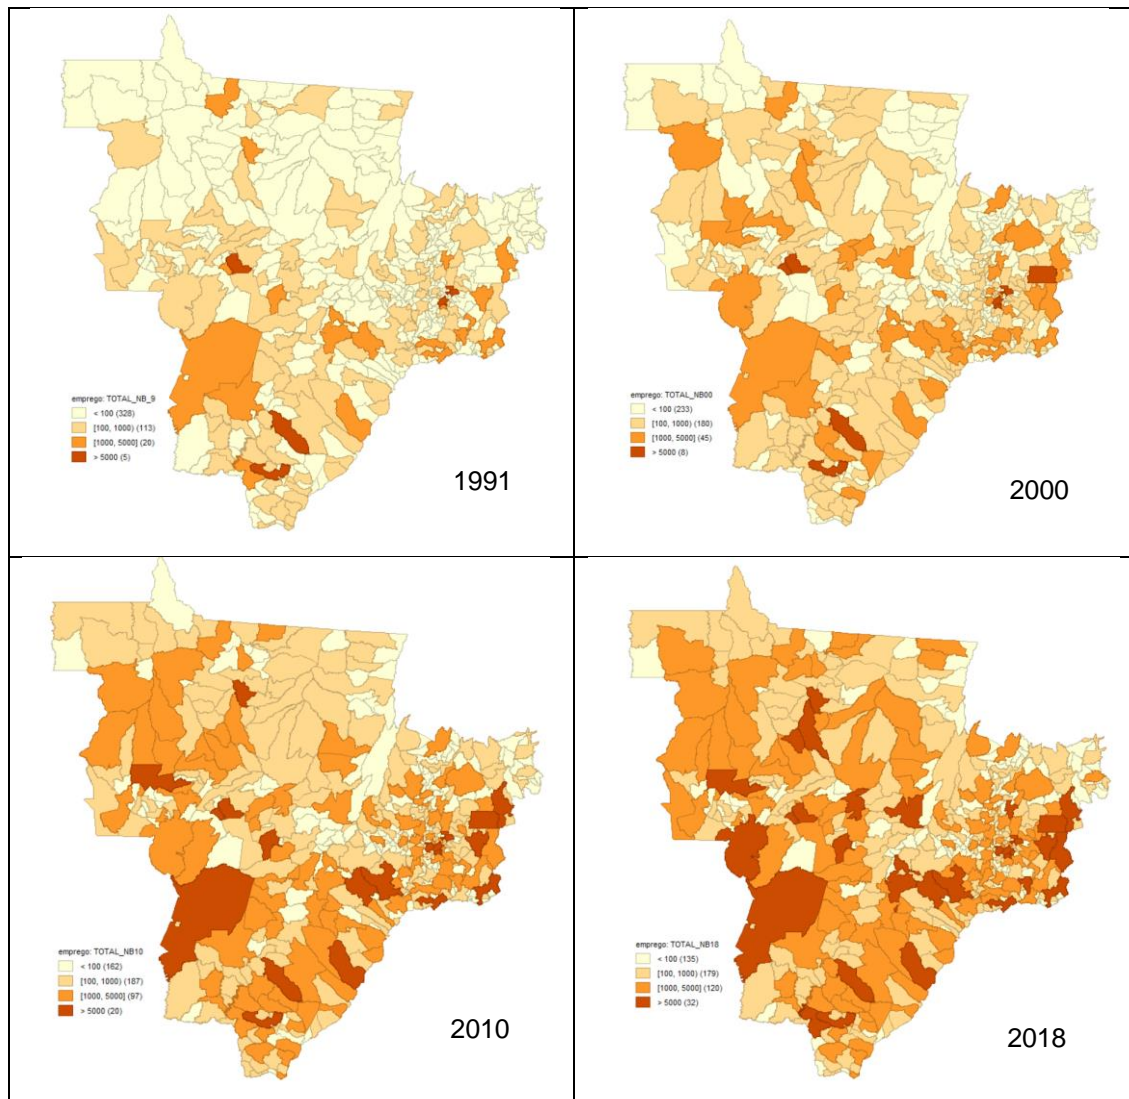 emprego: TOTAL_NB_9
< 100 (328)
[100, 1000) (113)
[1000, 5000] (20)
> 5000 (5)
1991
emprego: TOTAL_NB00
< 100 (233)
[100, 1000) (180)
[1000, 5000] (45)
> 5000 (8)
2000
emprego: TOTAL_NB10
< 100 (162)
[100, 1000) (187)
[1000, 5000] (97)
> 5000 (20)
2010
emprego: TOTAL_NB18
< 100 (135)
[100, 1000) (179)
[1000, 5000] (120)
> 5000 (32)
2018